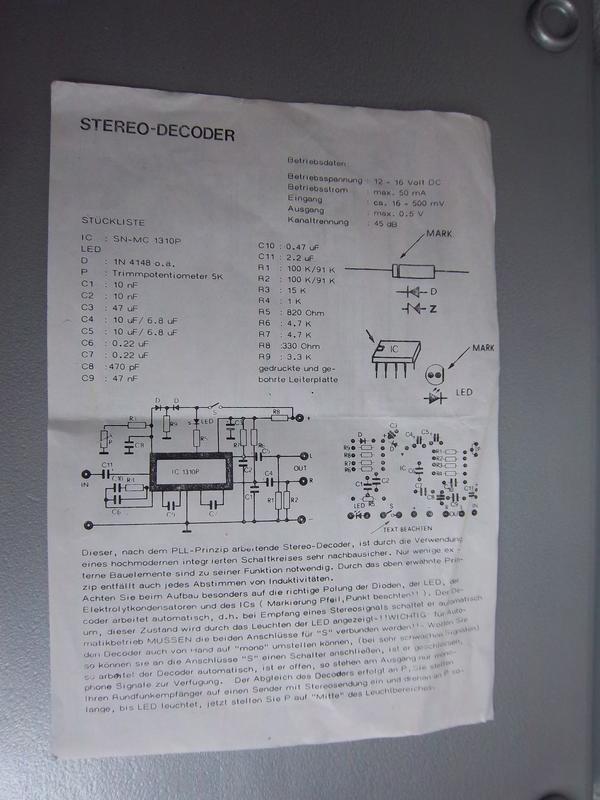 STEREO-DECODER
Betriebsdaten:
Betriebsspannung : 12 - 16 Volt DC
Betriebsstrom : max. 50 mA
Eingang : ca. 16 - 500 mV
Ausgang : max. 0.5 V
Kanaltrennung : 45 dB
STÜCKLISTE
IC : SN-MC 1310P
LED
D : 1N 4148 o.ä.
P : Trimmpotentiometer 5K
C1 : 10 nF
C2 : 10 nF
C3 : 47 uF
C4 : 10 uF/ 6.8 uF
C5 : 10 uF/ 6.8 uF
C6 : 0.22 uF
C7 : 0.22 uF
C8 : 470 pF
C9 : 47 nF
C10 : 0.47 uF
C11 : 2.2 uF
R1 : 100 K/91 K
R2 : 100 K/91 K
R3 : 15 K
R4 : 1 K
R5 : 820 Ohm
R6 : 4.7 K
R7 : 4.7 K
R8 :330 Ohm
R9 : 3.3 K
gedruckte und ge-
bohrte Leiterplatte
MARK
D
Z
IC
MARK
LED
D D
S
R8
+
LED
C8
IC 1310P
C11
IN
C6
C5
L
OUT
C4
R
R1 R2
-
TEXT BEACHTEN
Dieser, nach dem PLL-Prinzip arbeitende Stereo-Decoder, ist durch die Verwendung
eines hochmodernen integrierten Schaltkreises sehr nachbausicher. Nur wenige ex -
terne Bauelemente sind zu seiner Funktion notwendig. Durch das oben erwähnte Prin-
zip entfällt auch jedes Abstimmen von Induktivitäten.
Achten Sie beim Aufbau besonders auf die richtige Polung der Dioden, der LED, der
Elektrolytkondensatoren und des ICs ( Markierung Pfeil,Punkt beachten!! ). Der De-
coder arbeitet automatisch, d.h. bei Empfang eines Stereosignals schaltet er automatisch
um, dieser Zustand wird durch das Leuchten der LED angezeigt-!!WICHTIG für Auto-
matikbetrieb MÜSSEN die beiden Anschlüsse für "S" verbunden werden!!- Wollen Sie
den Decoder auch von Hand auf "mono" umstellen können, (bei sehr schwachen Signalen)
so können Sie an die Anschlüsse "S" einen Schalter anschließen, ist er geschlossen,
so arbeitet der Decoder automatisch, ist er offen, so stehen am Ausgang nur mono-
phone Signale zur Verfügung. Der Abgleich des Decoders erfolgt an P, Sie stellen
Ihren Rundfunkempfänger auf einen Sender mit Stereosendung ein und drehen an P so-
lange, bis LED leuchtet, jetzt stellen Sie P auf "Mitte" des Leuchtbereiches.